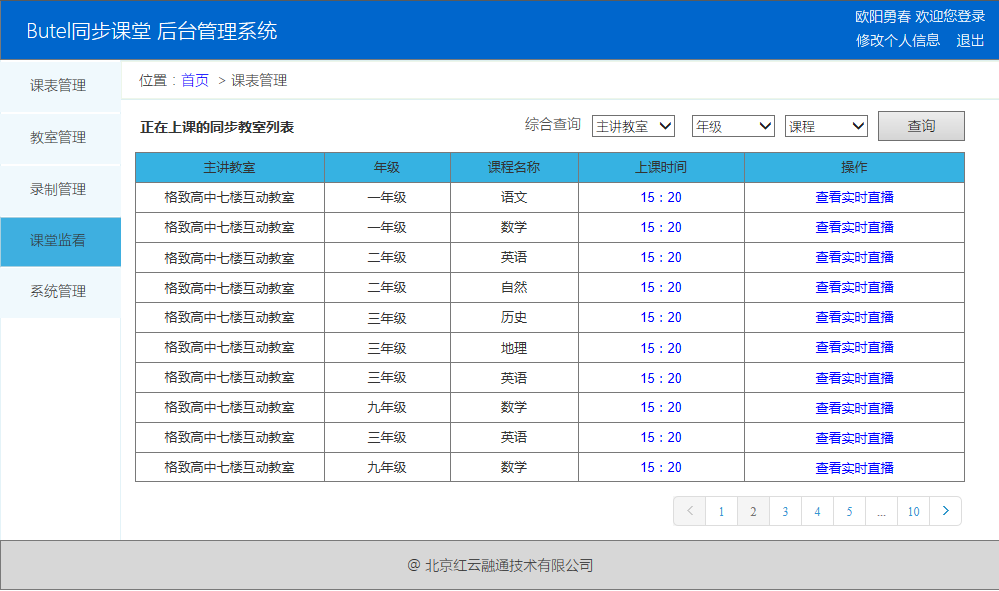 Butel同步课堂 后台管理系统
欧阳勇春 欢迎您登录
修改个人信息 退出
课表管理
教室管理
录制管理
课堂监看
系统管理
位置：首页 > 课表管理
正在上课的同步教室列表
综合查询 主讲教室 年级 课程 查询
主讲教室 年级 课程名称 上课时间 操作
格致高中七楼互动教室 一年级 语文 15：20 查看实时直播
格致高中七楼互动教室 一年级 数学 15：20 查看实时直播
格致高中七楼互动教室 二年级 英语 15：20 查看实时直播
格致高中七楼互动教室 二年级 自然 15：20 查看实时直播
格致高中七楼互动教室 三年级 历史 15：20 查看实时直播
格致高中七楼互动教室 三年级 地理 15：20 查看实时直播
格致高中七楼互动教室 三年级 英语 15：20 查看实时直播
格致高中七楼互动教室 九年级 数学 15：20 查看实时直播
格致高中七楼互动教室 三年级 英语 15：20 查看实时直播
格致高中七楼互动教室 九年级 数学 15：20 查看实时直播
< 1 2 3 4 5 ... 10 >
@ 北京红云融通技术有限公司